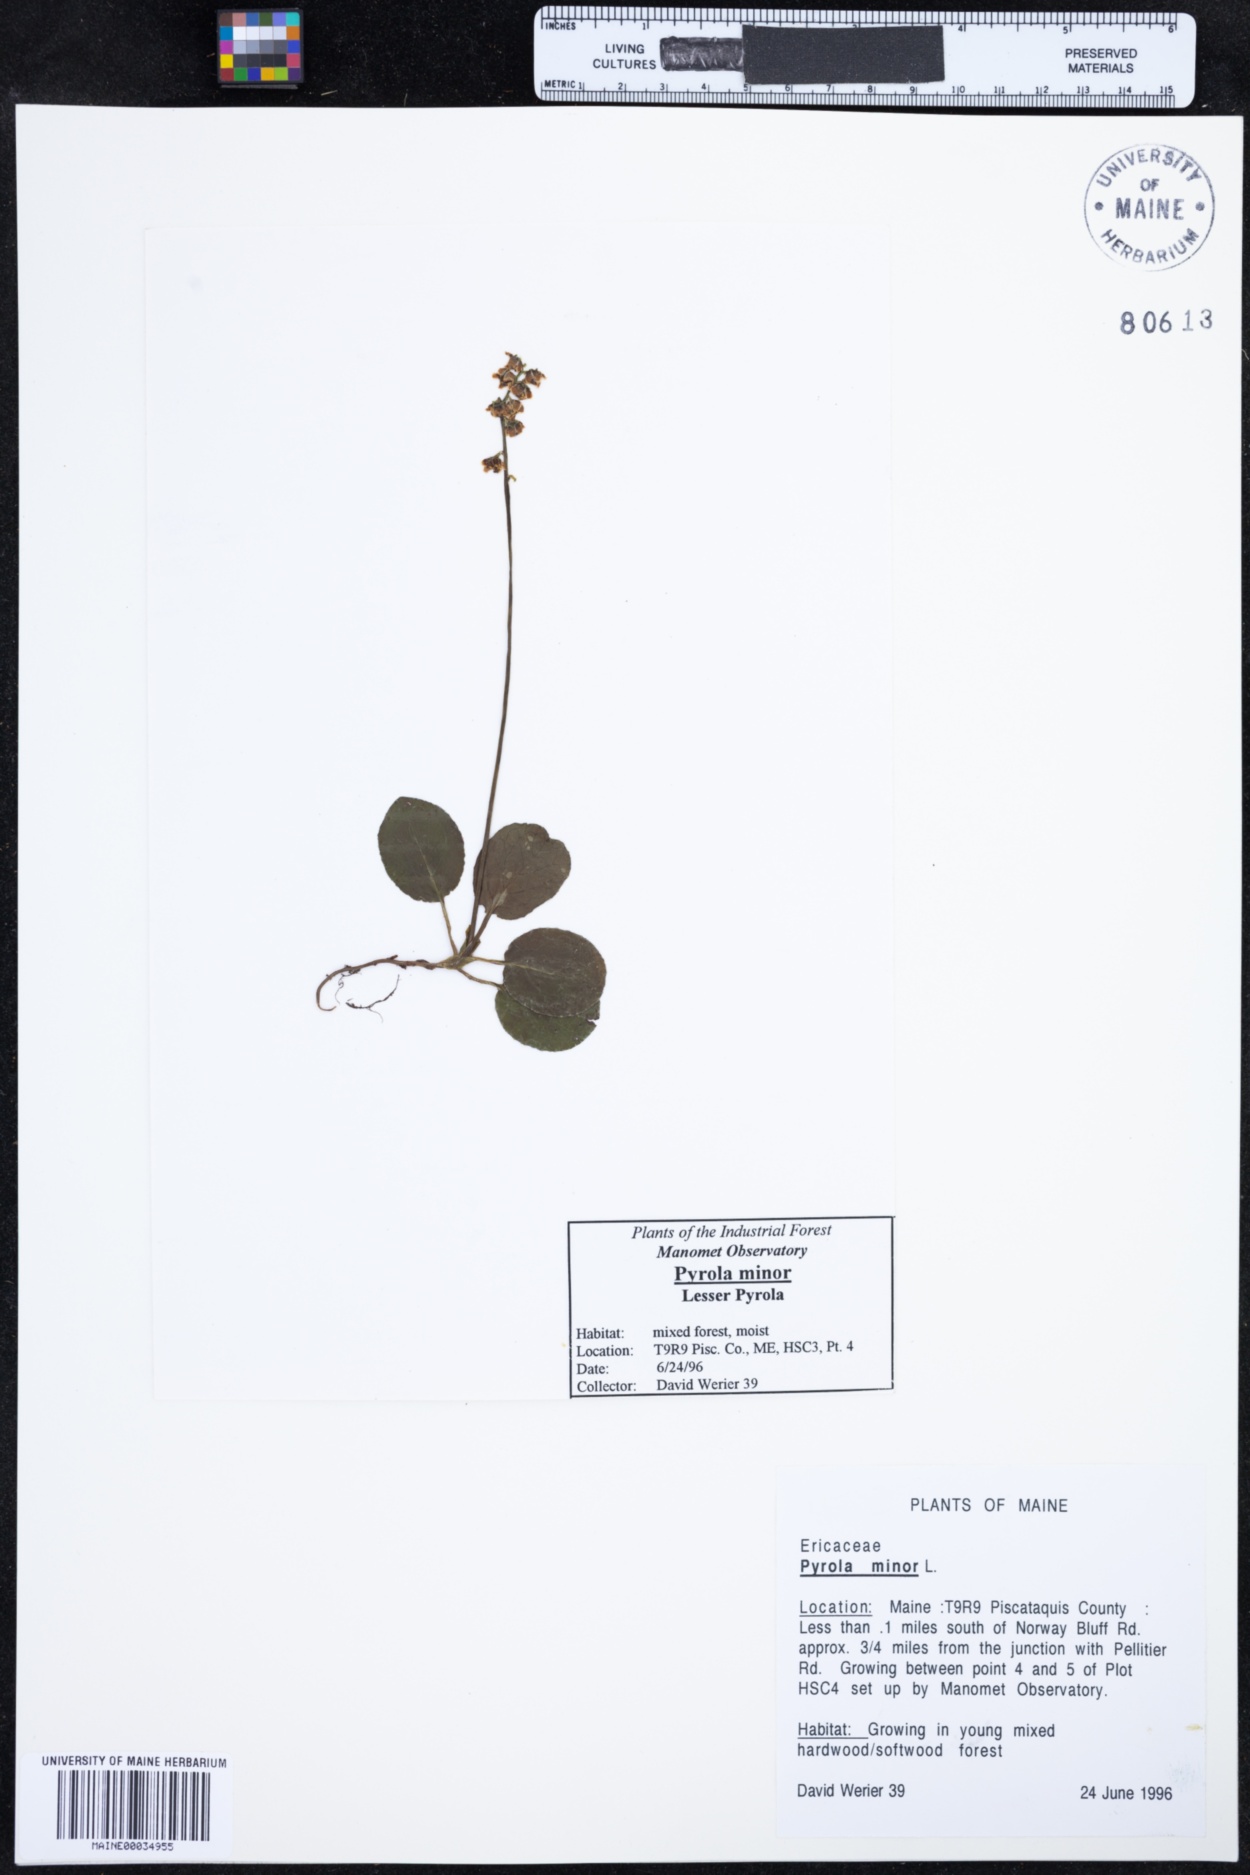 INCHES 1 4 5 6
LIVING CULTURES
PRESERVED MATERIALS
METRIC 1 2 3 4 5 6 7 8 9 10 11 12 13 14 15
UNIVERSITY
OF
MAINE
HERBARIUM
80613
Plants of the Industrial Forest
Manomet Observatory
Pyrola minor
Lesser Pyrola
Habitat: mixed forest, moist
Location: T9R9 Pisc. Co., ME, HSC3, Pt. 4
Date: 6/24/96
Collector: David Werier 39
PLANTS OF MAINE
Ericaceae
Pyrola minor L.
Location: Maine :T9R9 Piscataquis County :
Less than .1 miles south of Norway Bluff Rd.
approx. 3/4 miles from the junction with Pellitier
Rd. Growing between point 4 and 5 of Plot
HSC4 set up by Manomet Observatory.
Habitat: Growing in young mixed
hardwood/softwood forest
David Werier 39 24 June 1996
UNIVERSITY OF MAINE HERBARIUM
MAINE00034955